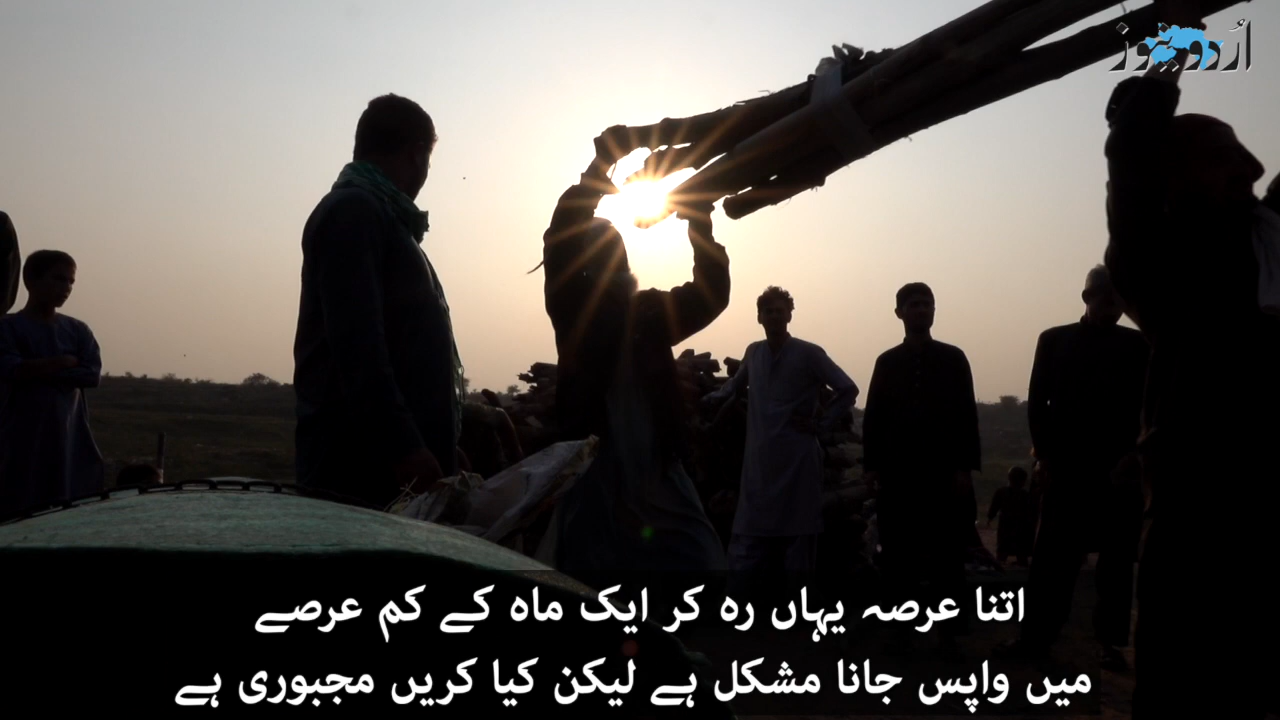 اُردو نیوز
اتنا عرصہ یہاں رہ کر ایک ماہ کے کم عرصے
میں واپس جانا مشکل ہے لیکن کیا کریں مجبوری ہے